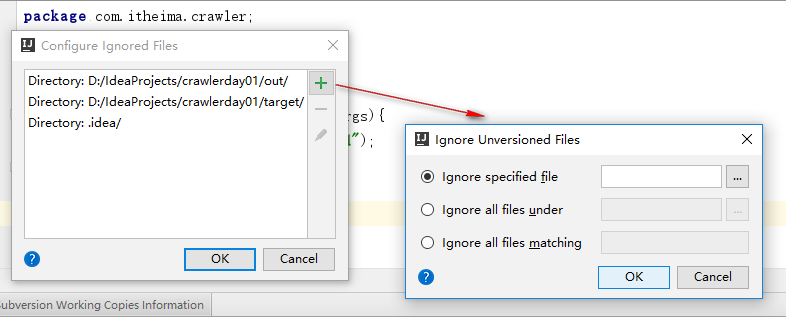 package com.itheima.crawler;
Configure Ignored Files
Directory: D:/IdeaProjects/crawlerday01/out/
Directory: D:/IdeaProjects/crawlerday01/target/
Directory: .idea/
OK
Cancel
rgs){
");
Ignore Unversioned Files
Ignore specified file
...
Ignore all files under
...
Ignore all files matching
OK
Cancel
Subversion Working Copies Information